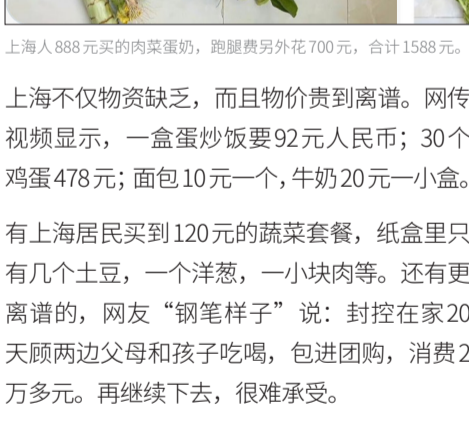 上海人888元买的肉菜蛋奶，跑腿费另外花700元，合计1588元。
上海不仅物资缺乏，而且物价贵到离谱。网传
视频显示，一盒蛋炒饭要92元人民币；30个
鸡蛋478元；面包10元一个，牛奶20元一小盒。
有上海居民买到120元的蔬菜套餐，纸盒里只
有几个土豆，一个洋葱，一小块肉等。还有更
离谱的，网友“钢笔样子”说：封控在家20
天顾两边父母和孩子吃喝，包进团购，消费2
万多元。再继续下去，很难承受。